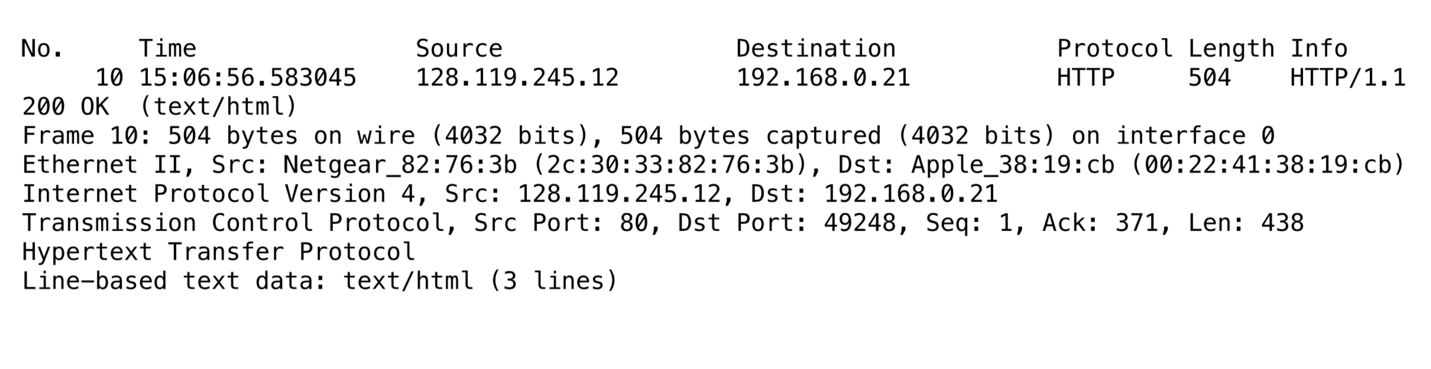 No. Time Source Destination Protocol Length Info
10 15:06:56.583045 128.119.245.12 192.168.0.21 HTTP 504 HTTP/1.1
200 OK (text/html)
Frame 10: 504 bytes on wire (4032 bits), 504 bytes captured (4032 bits) on interface 0
Ethernet II, Src: Netgear_82:76:3b (2c:30:33:82:76:3b), Dst: Apple_38:19:cb (00:22:41:38:19:cb)
Internet Protocol Version 4, Src: 128.119.245.12, Dst: 192.168.0.21
Transmission Control Protocol, Src Port: 80, Dst Port: 49248, Seq: 1, Ack: 371, Len: 438
Hypertext Transfer Protocol
Line-based text data: text/html (3 lines)